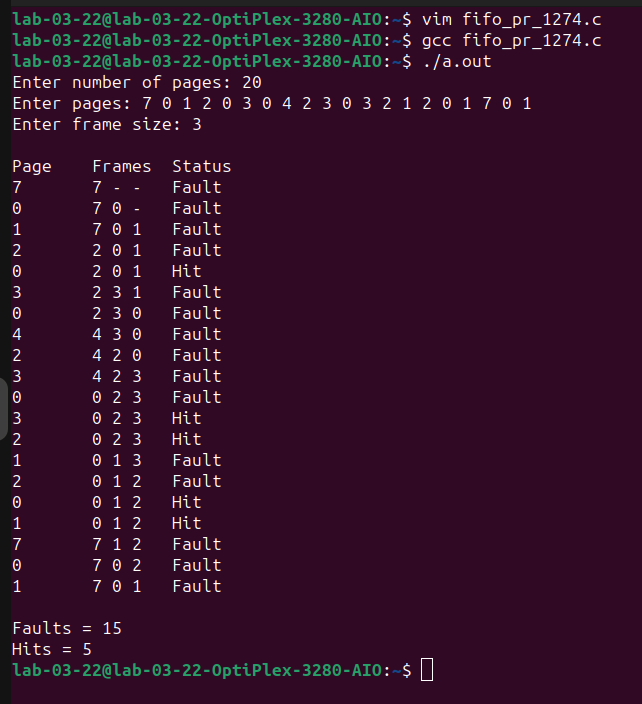 lab-03-22@lab-03-22-OptiPlex-3280-AIO:~$ vim fifo_pr_1274.c
lab-03-22@lab-03-22-OptiPlex-3280-AIO:~$ gcc fifo_pr_1274.c
lab-03-22@lab-03-22-OptiPlex-3280-AIO:~$ ./a.out
Enter number of pages: 20
Enter pages: 7 0 1 2 0 3 0 4 2 3 0 3 2 1 2 0 1 7 0 1
Enter frame size: 3

Page    Frames  Status
7       7 - -   Fault
0       7 0 -   Fault
1       7 0 1   Fault
2       2 0 1   Fault
0       2 0 1   Hit
3       2 3 1   Fault
0       2 3 0   Fault
4       4 3 0   Fault
2       4 2 0   Fault
3       4 2 3   Fault
0       0 2 3   Fault
3       0 2 3   Hit
2       0 2 3   Hit
1       0 1 3   Fault
2       0 1 2   Fault
0       0 1 2   Hit
1       0 1 2   Hit
7       7 1 2   Fault
0       7 0 2   Fault
1       7 0 1   Fault

Faults = 15
Hits = 5
lab-03-22@lab-03-22-OptiPlex-3280-AIO:~$